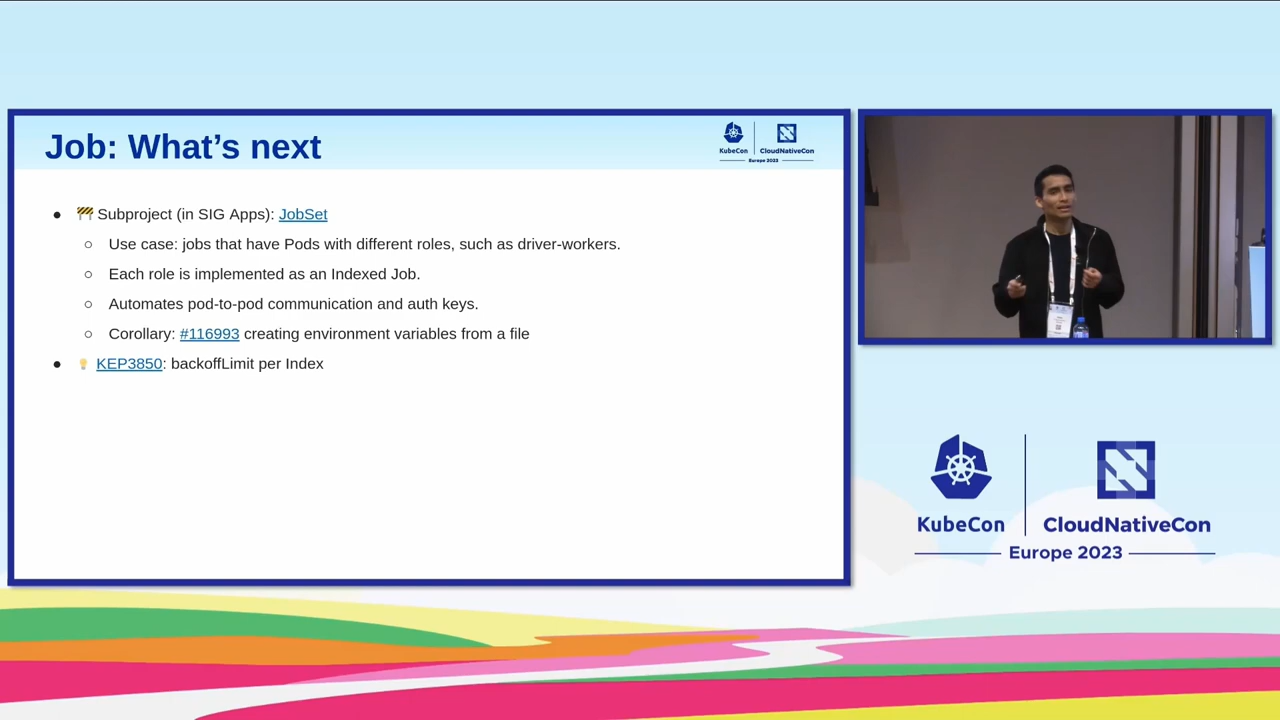 Job: What's next
KubeCon
CloudNativeCon
Europe 2023
Subproject (in SIG Apps): JobSet
Use case: jobs that have Pods with different roles, such as driver-workers.
Each role is implemented as an Indexed Job.
Automates pod-to-pod communication and auth keys.
Corollary: #116993 creating environment variables from a file
KEP3850: backoffLimit per Index
KubeCon
CloudNativeCon
Europe 2023